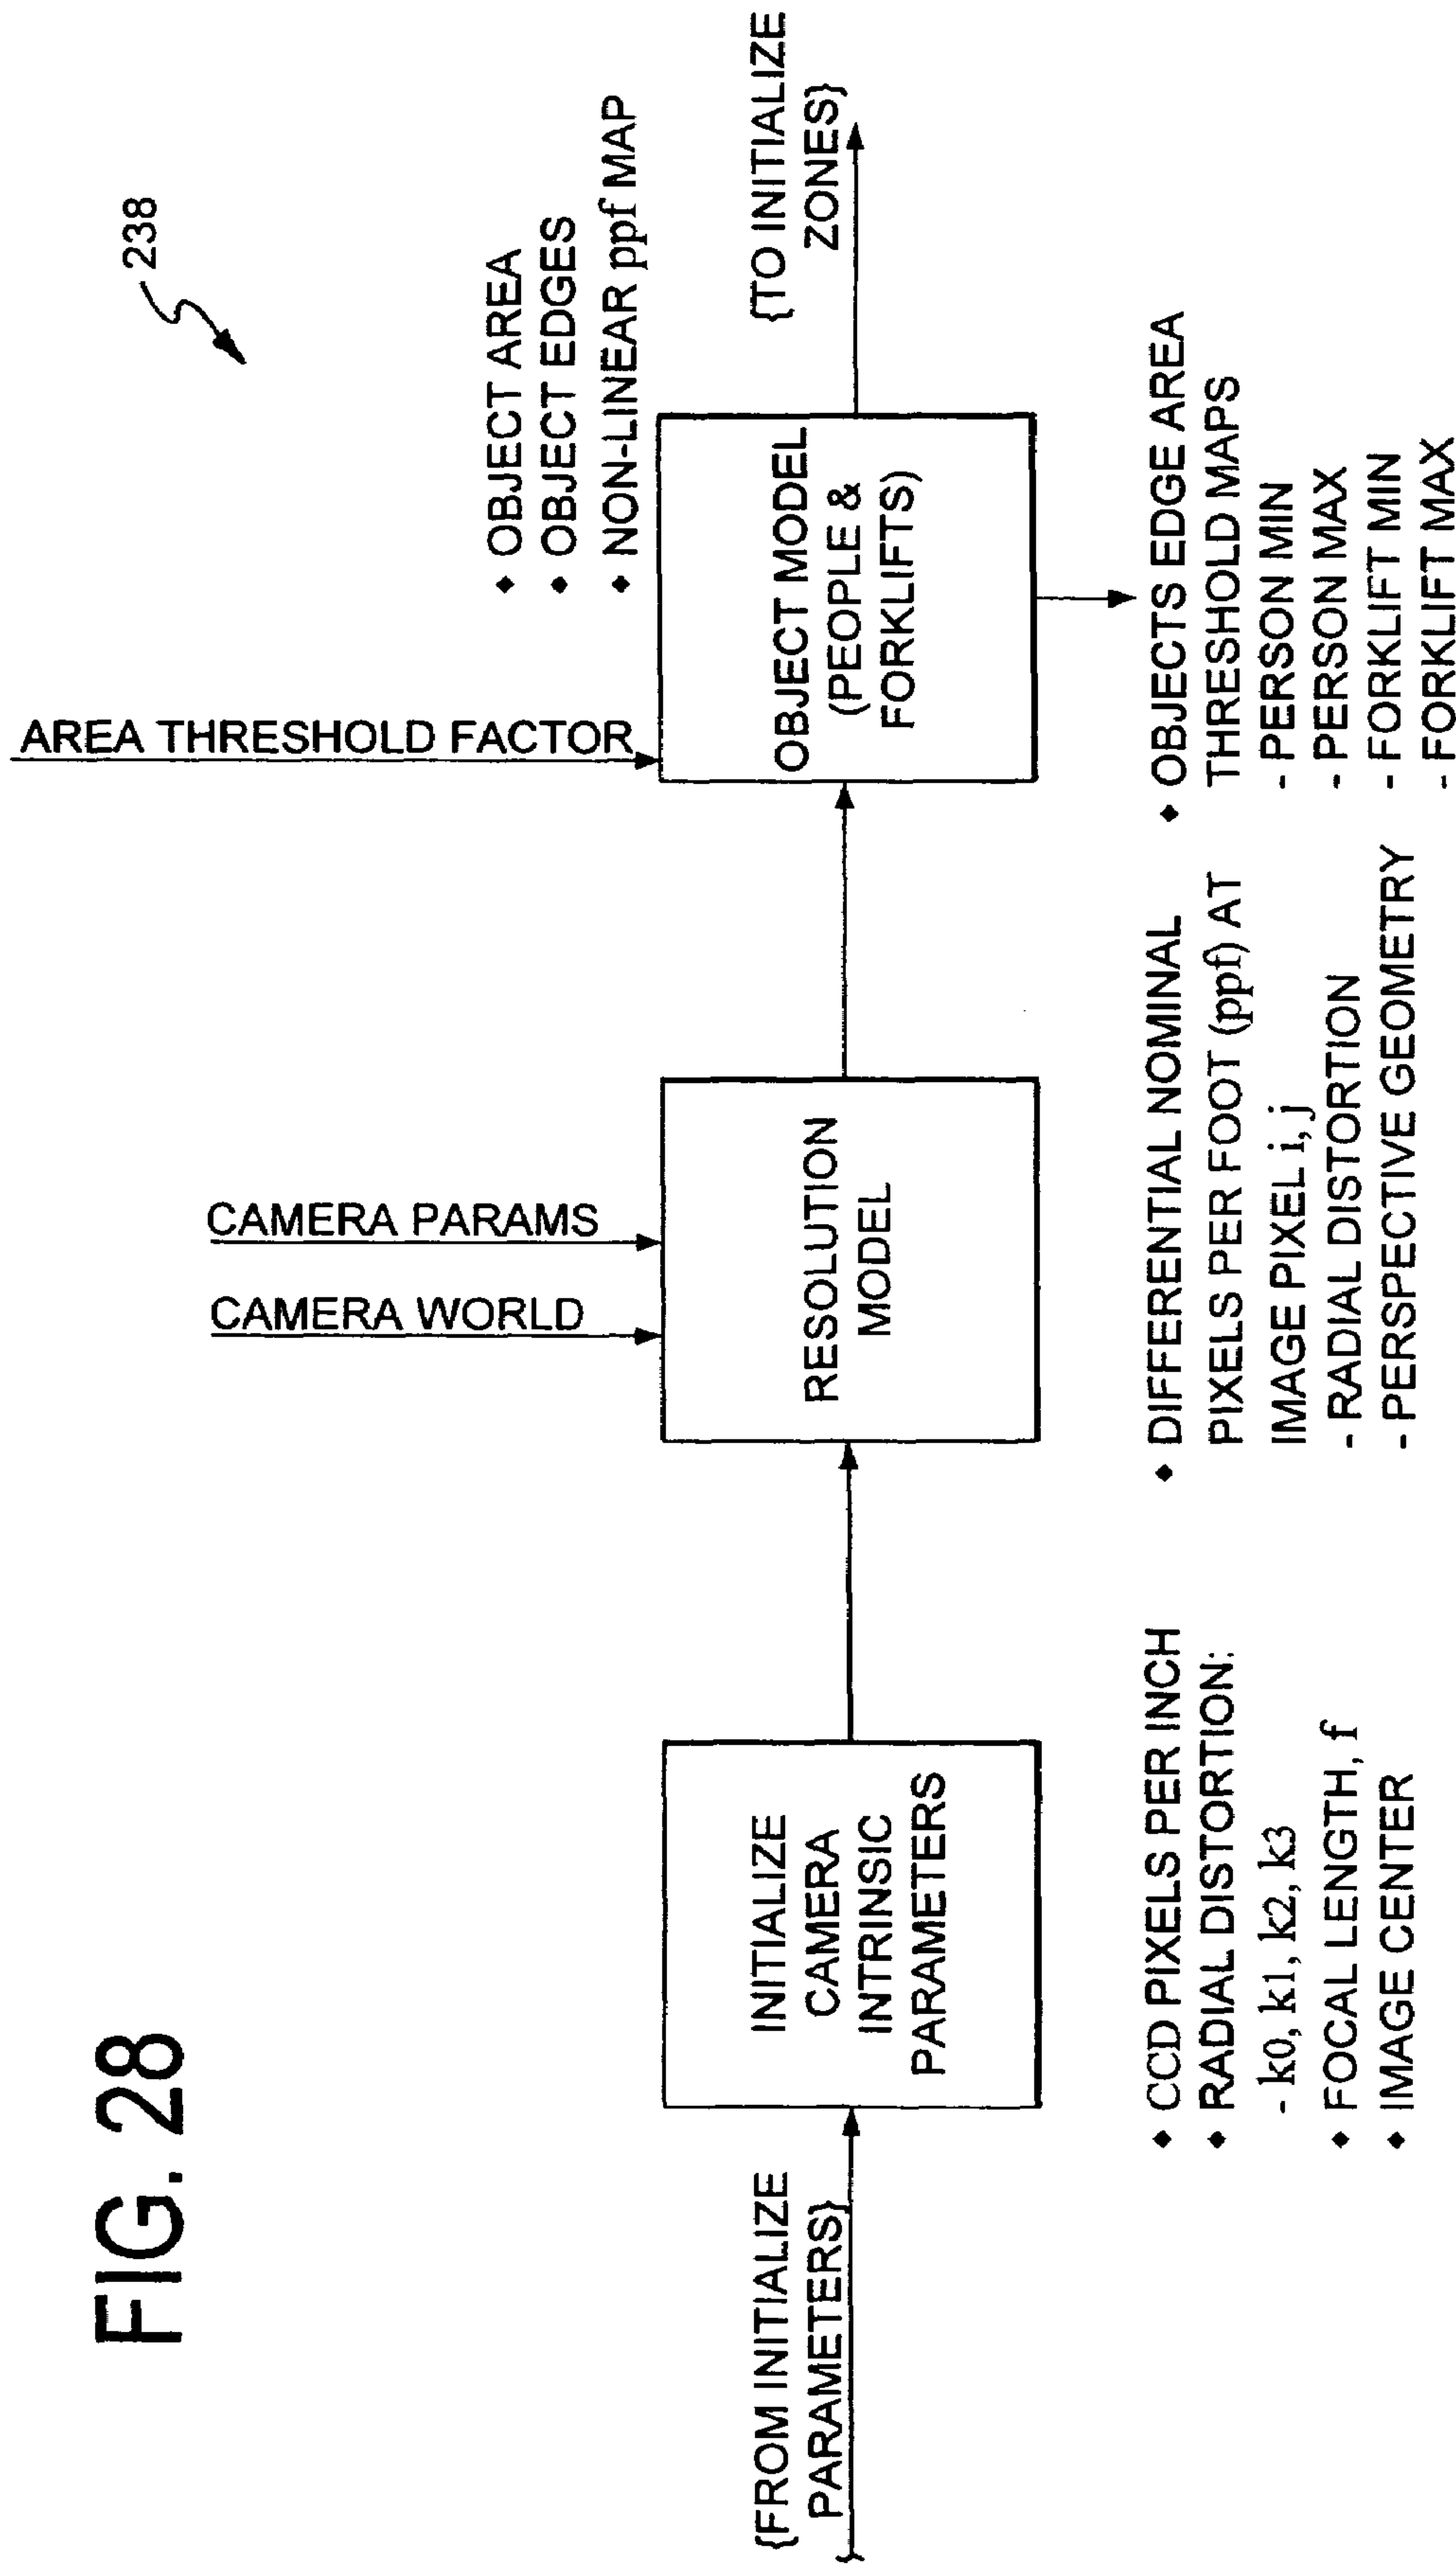 FIG. 28
238
{FROM INITIALIZE
PARAMETERS}
INITIALIZE
CAMERA
INTRINSIC
PARAMETERS
♦ CCD PIXELS PER INCH
♦ RADIAL DISTORTION:
- k0, k1, k2, k3
♦ FOCAL LENGTH, f
♦ IMAGE CENTER
CAMERA WORLD
CAMERA PARAMS
RESOLUTION
MODEL
♦ DIFFERENTIAL NOMINAL
PIXELS PER FOOT (ppf) AT
IMAGE PIXEL i, j
- RADIAL DISTORTION
- PERSPECTIVE GEOMETRY
AREA THRESHOLD FACTOR
♦ OBJECT AREA
♦ OBJECT EDGES
♦ NON-LINEAR ppf MAP
OBJECT MODEL
(PEOPLE &
FORKLIFTS)
{TO INITIALIZE
ZONES}
♦ OBJECTS EDGE AREA
THRESHOLD MAPS
- PERSON MIN
- PERSON MAX
- FORKLIFT MIN
- FORKLIFT MAX